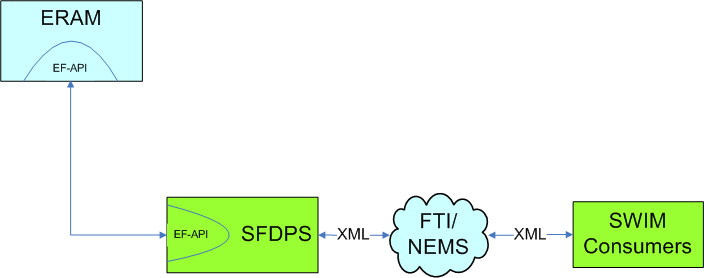 ERAM
EF-API
EF-API
SFDPS
XML
FTI/
NEMS
XML
SWIM
Consumers